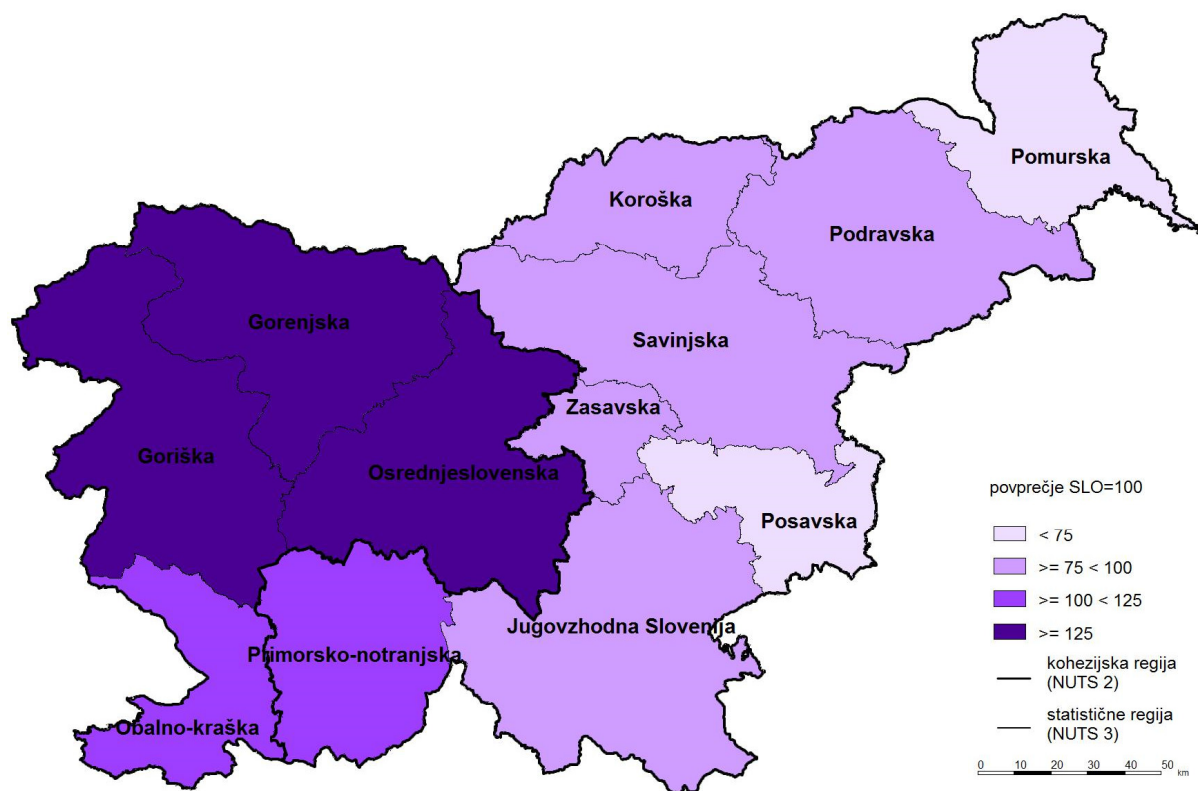 Pomurska
Koroška
Podravska
Gorenjska
Savinjska
Zasavska
Goriška
Osrednjeslovenska
Posavska
Jugovzhodna Slovenija
Primorsko-notranjska
Obalno-kraška
povprečje SLO=100
< 75
>= 75 < 100
>= 100 < 125
>= 125
kohezijska regija
(NUTS 2)
statistične regija
(NUTS 3)
0 10 20 30 40 50
km